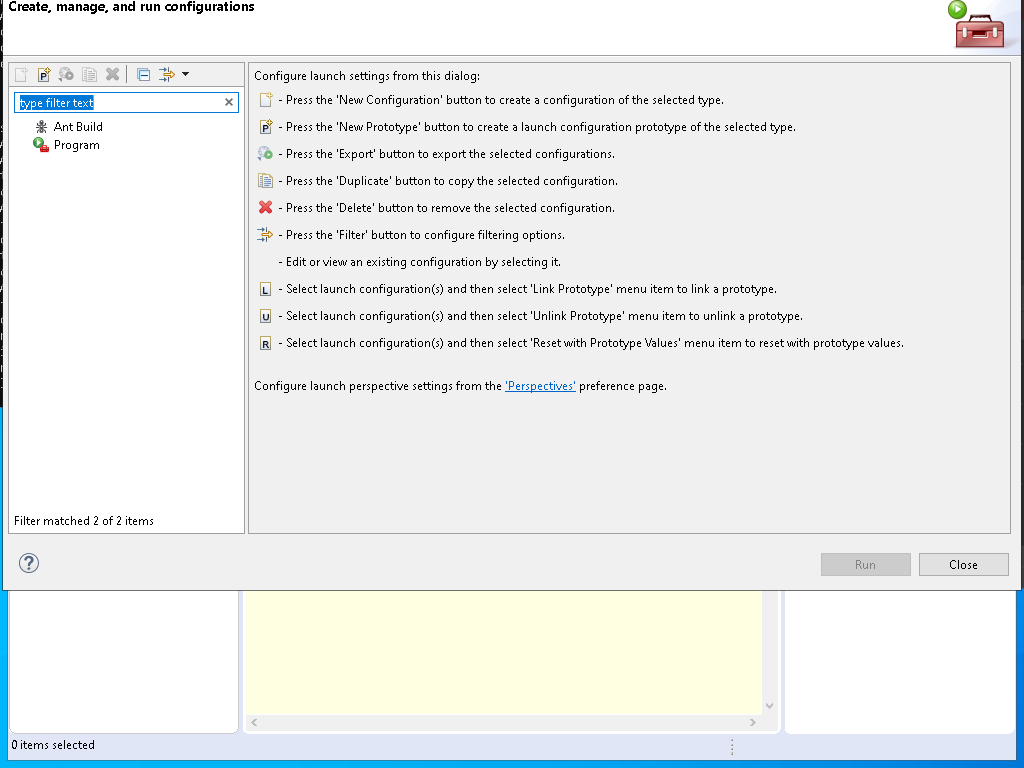 Create, manage, and run configurations
type filter text
Ant Build
Program
Filter matched 2 of 2 items
Configure launch settings from this dialog:
- Press the 'New Configuration' button to create a configuration of the selected type.
P - Press the 'New Prototype' button to create a launch configuration prototype of the selected type.
- Press the 'Export' button to export the selected configurations.
- Press the 'Duplicate' button to copy the selected configuration.
- Press the 'Delete' button to remove the selected configuration.
- Press the 'Filter' button to configure filtering options.
- Edit or view an existing configuration by selecting it.
L - Select launch configuration(s) and then select 'Link Prototype' menu item to link a prototype.
U - Select launch configuration(s) and then select 'Unlink Prototype' menu item to unlink a prototype.
R - Select launch configuration(s) and then select 'Reset with Prototype Values' menu item to reset with prototype values.
Configure launch perspective settings from the 'Perspectives' preference page.
?
Run
Close
0 items selected